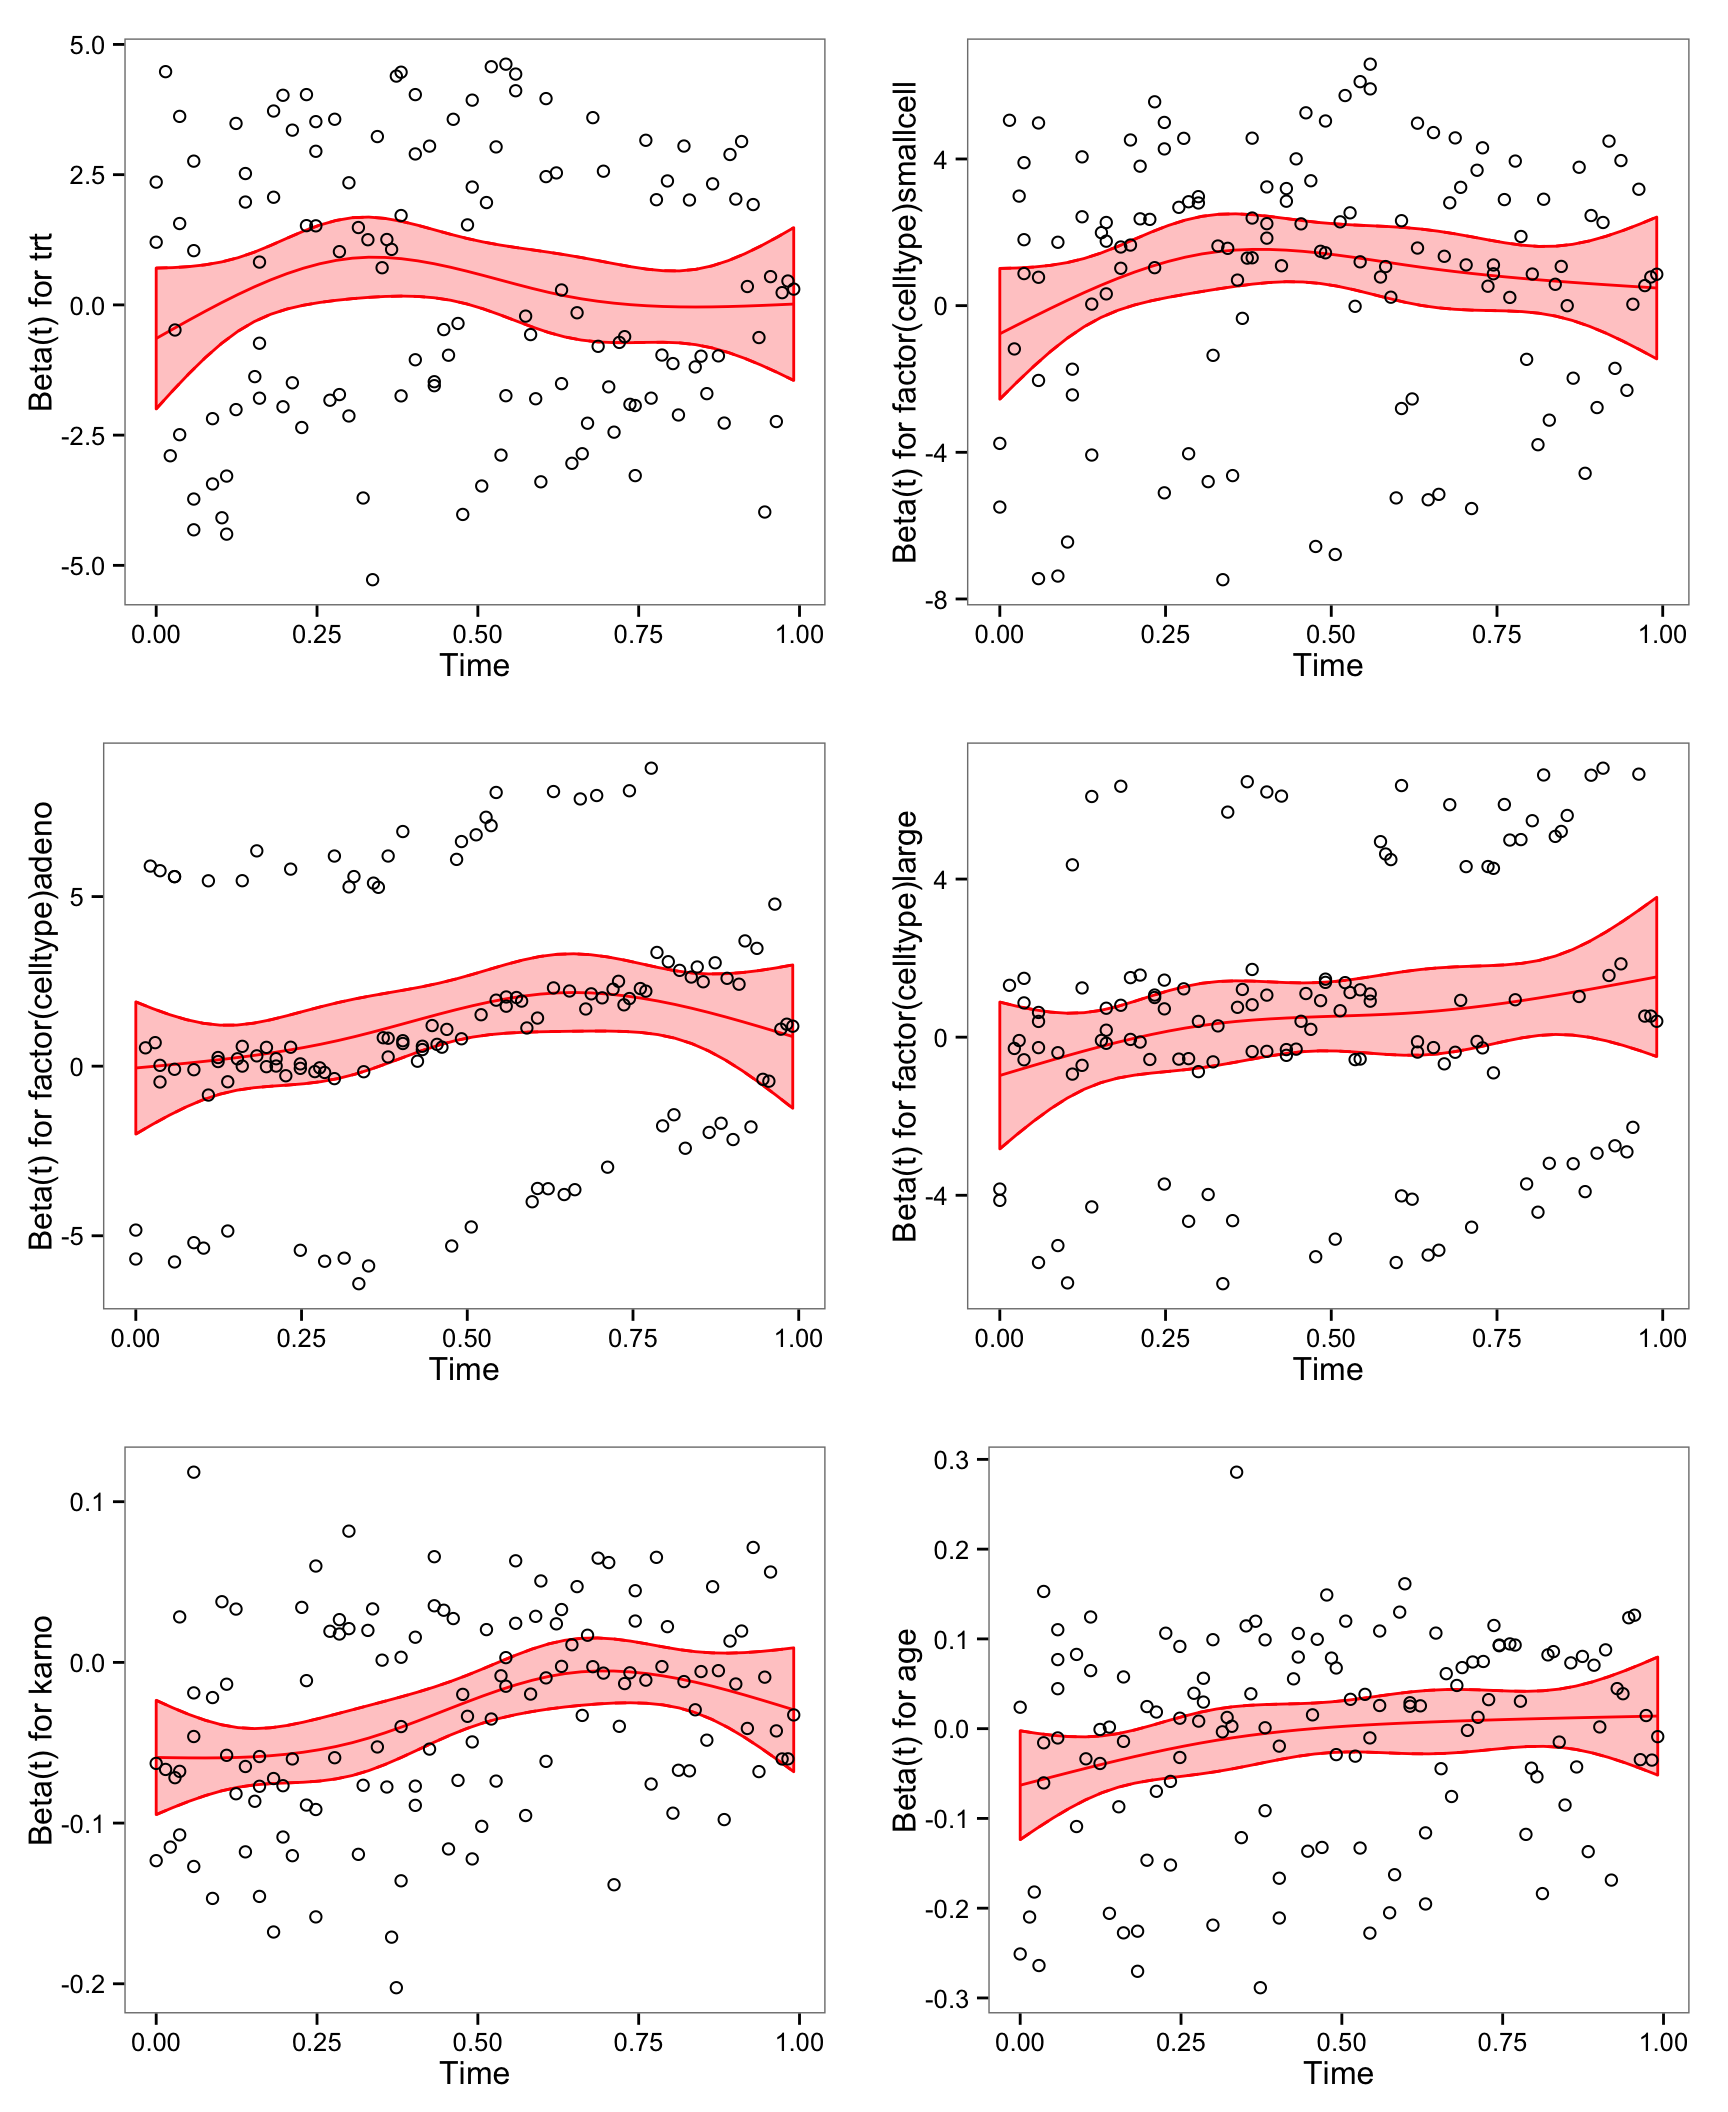 Beta(t) for trt
5.0
2.5
0.0
-2.5
-5.0
0.00 0.25 0.50 0.75 1.00
Time
Beta(t) for factor(celltype)smallcell
4
0
-4
-8
0.00 0.25 0.50 0.75 1.00
Time
Beta(t) for factor(celltype)adeno
5
0
-5
0.00 0.25 0.50 0.75 1.00
Time
Beta(t) for factor(celltype)large
4
0
-4
0.00 0.25 0.50 0.75 1.00
Time
Beta(t) for karno
0.1
0.0
-0.1
-0.2
0.00 0.25 0.50 0.75 1.00
Time
Beta(t) for age
0.3
0.2
0.1
0.0
-0.1
-0.2
-0.3
0.00 0.25 0.50 0.75 1.00
Time